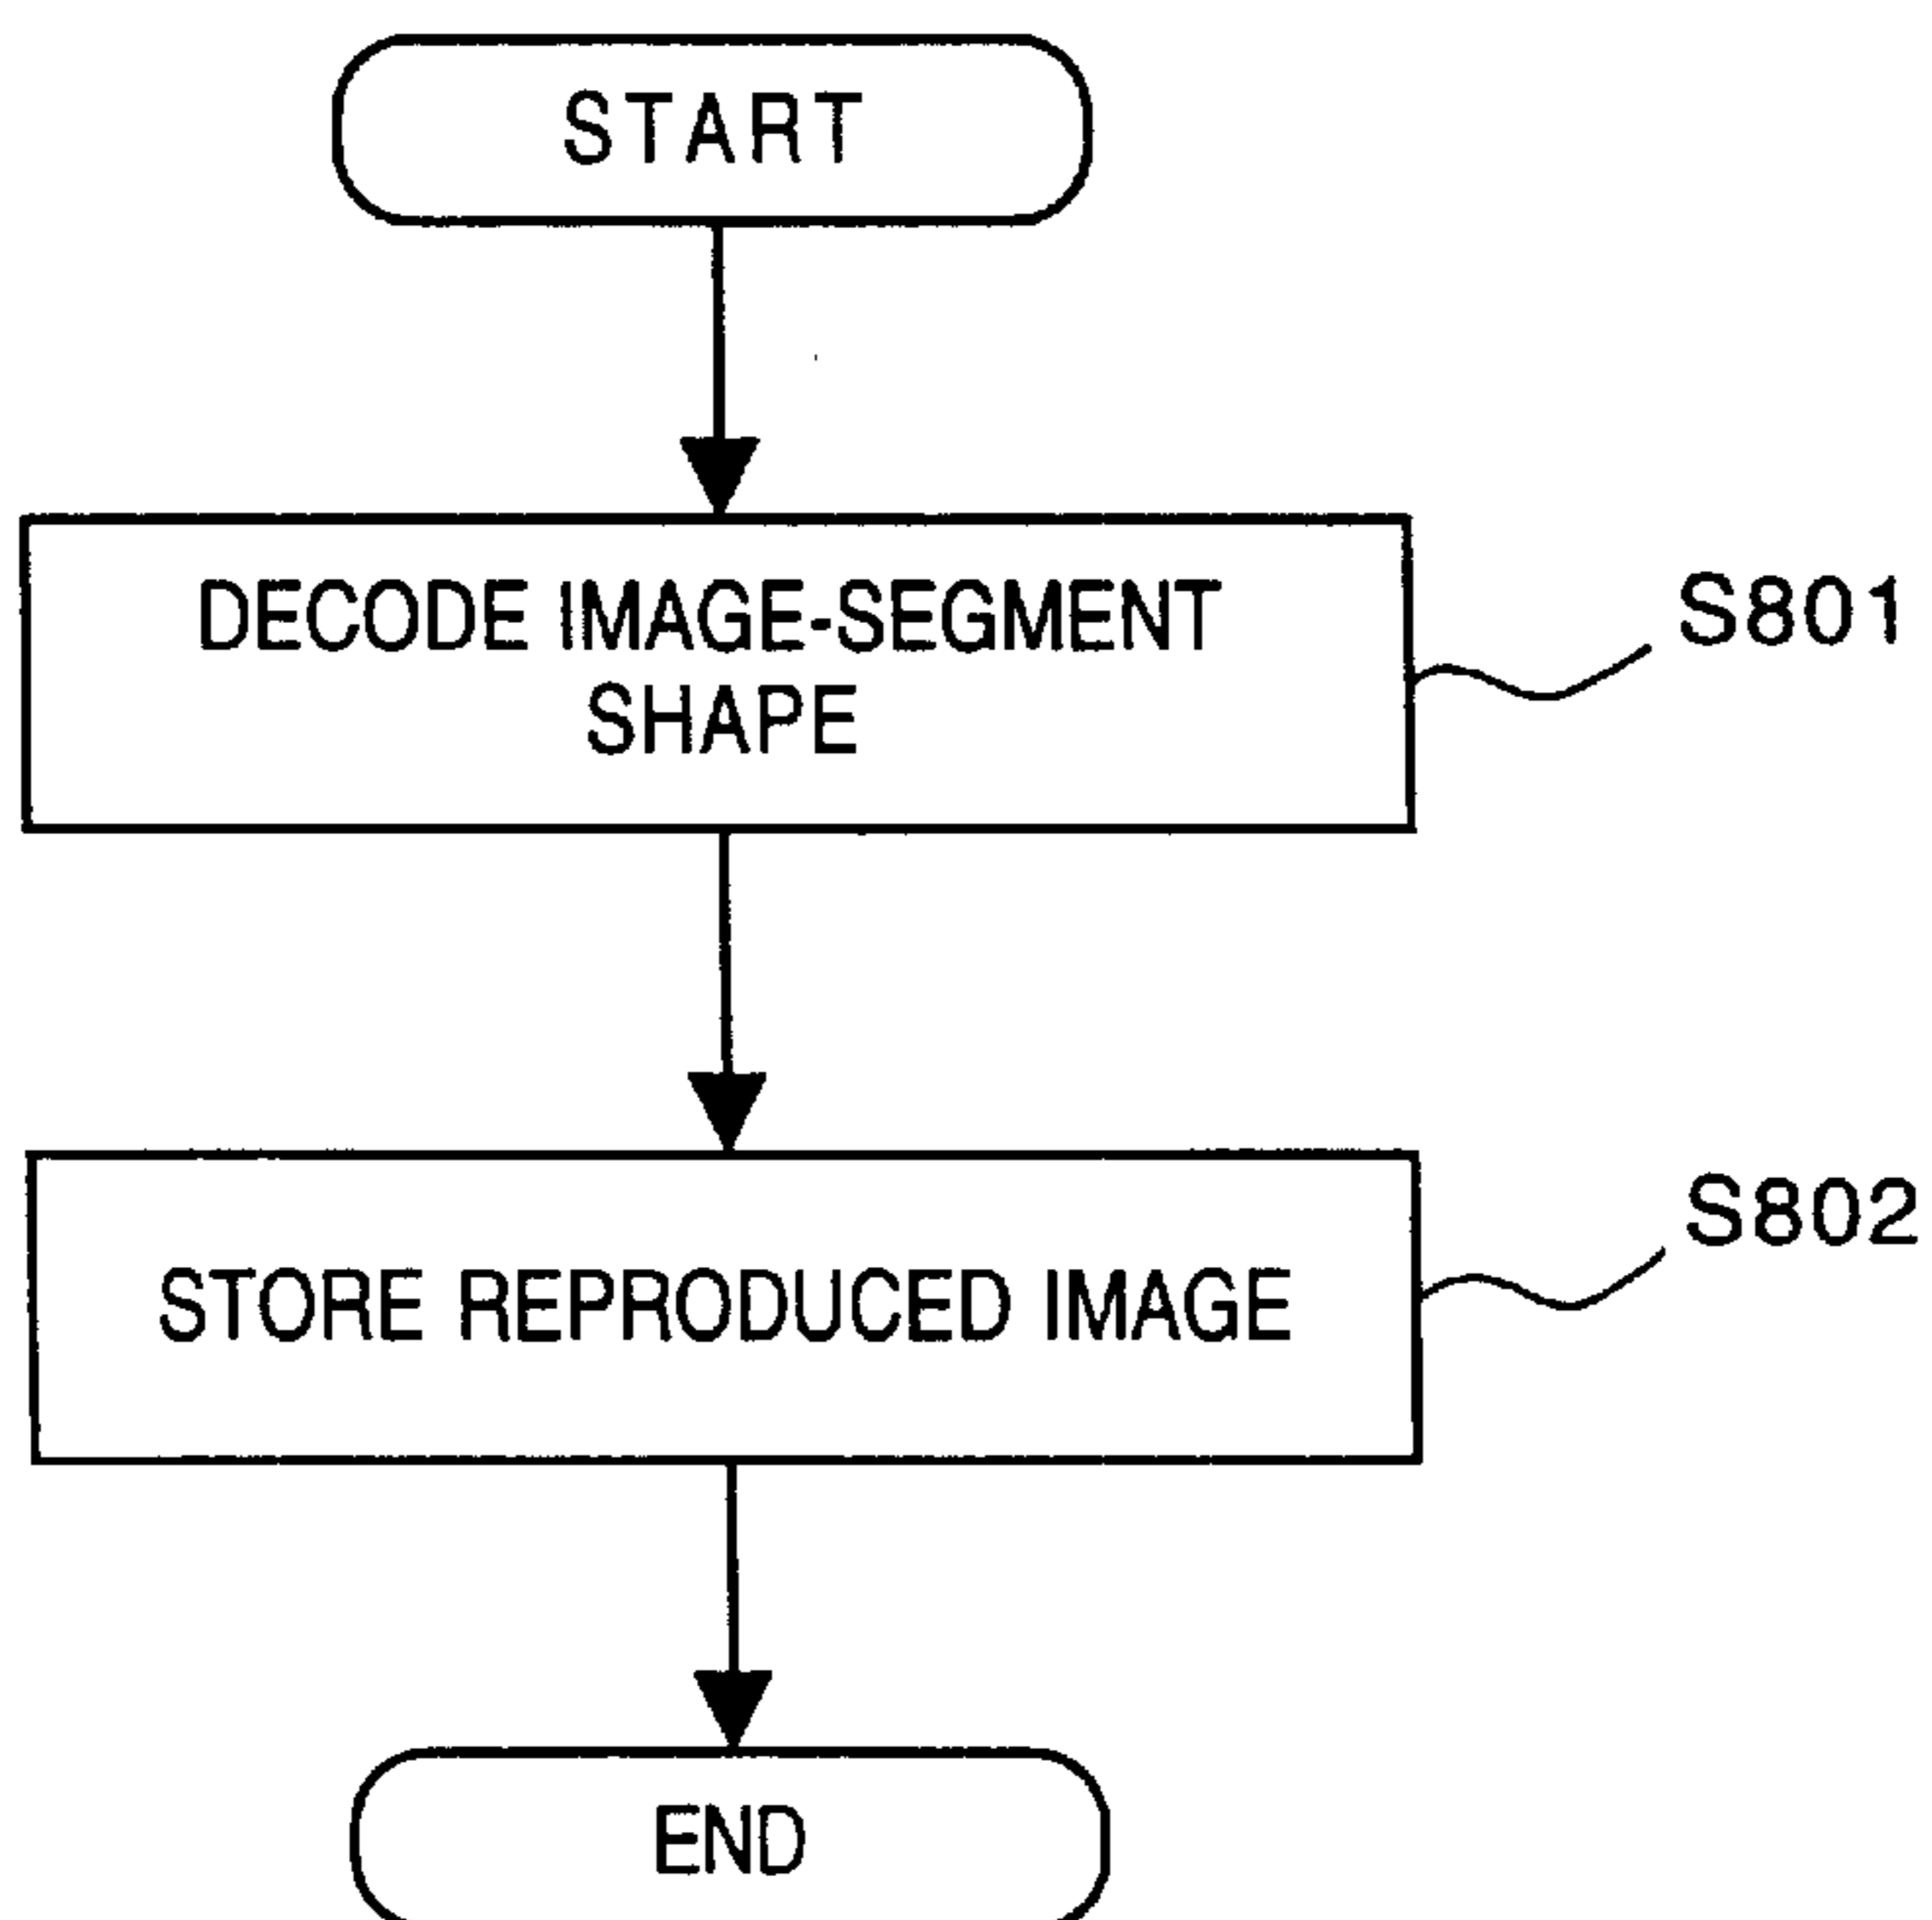 START
DECODE IMAGE-SEGMENT
SHAPE
S801
STORE REPRODUCED IMAGE
S802
END